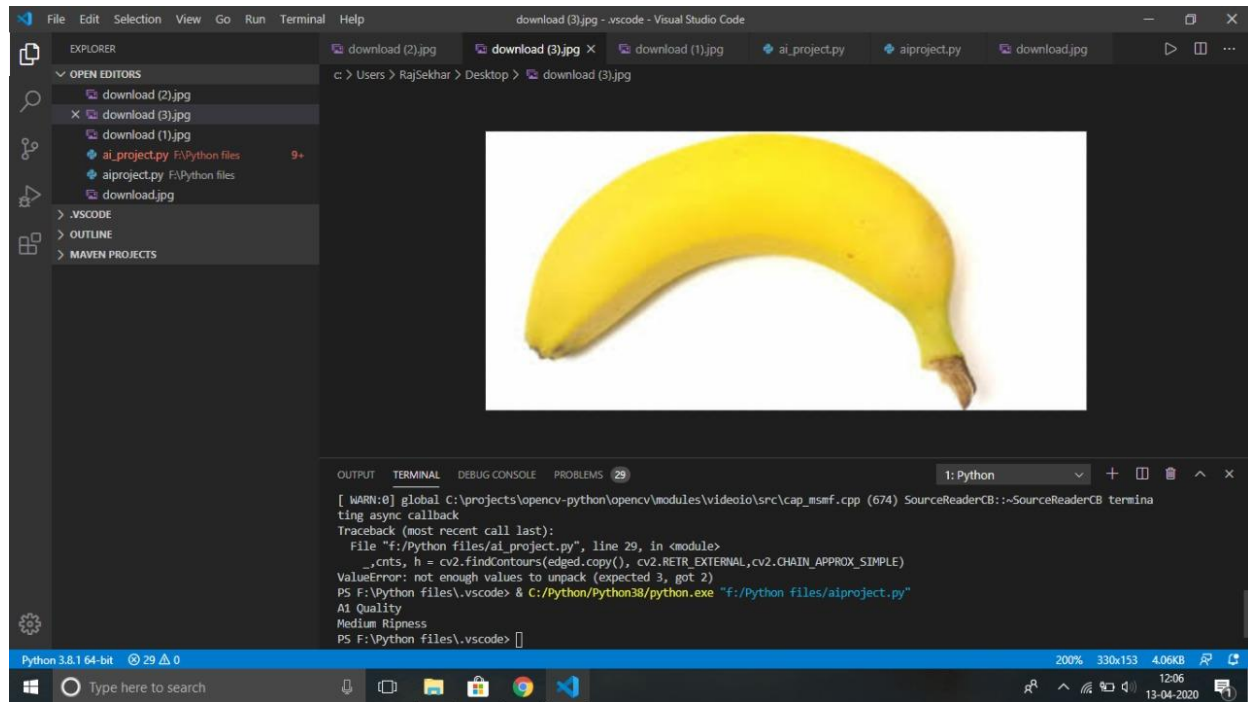 File Edit Selection View Go Run Terminal Help download (3).jpg - .vscode - Visual Studio Code
EXPLORER
OPEN EDITORS
download (2).jpg
download (3).jpg
download (1).jpg
ai_project.py F:\Python files 9+
aiproject.py F:\Python files
download.jpg
.VSCODE
OUTLINE
MAVEN PROJECTS
download (2).jpg download (3).jpg download (1).jpg ai_project.py aiproject.py download.jpg
c: > Users > RajSekhar > Desktop > download (3).jpg
OUTPUT TERMINAL DEBUG CONSOLE PROBLEMS 29 1: Python
[ WARN:0] global C:\projects\opencv-python\opencv\modules\videoio\src\cap_msmf.cpp (674) SourceReaderCB::~SourceReaderCB termina
ting async callback
Traceback (most recent call last):
File "f:/Python files/ai_project.py", line 29, in <module>
_,cnts, h = cv2.findContours(edged.copy(), cv2.RETR_EXTERNAL,cv2.CHAIN_APPROX_SIMPLE)
ValueError: not enough values to unpack (expected 3, got 2)
PS F:\Python files\.vscode> & C:/Python/Python38/python.exe "f:/Python files/aiproject.py"
A1 Quality
Medium Ripness
PS F:\Python files\.vscode>
Python 3.8.1 64-bit 29 0 200% 330x153 4.06KB
Type here to search
12:06
13-04-2020
1